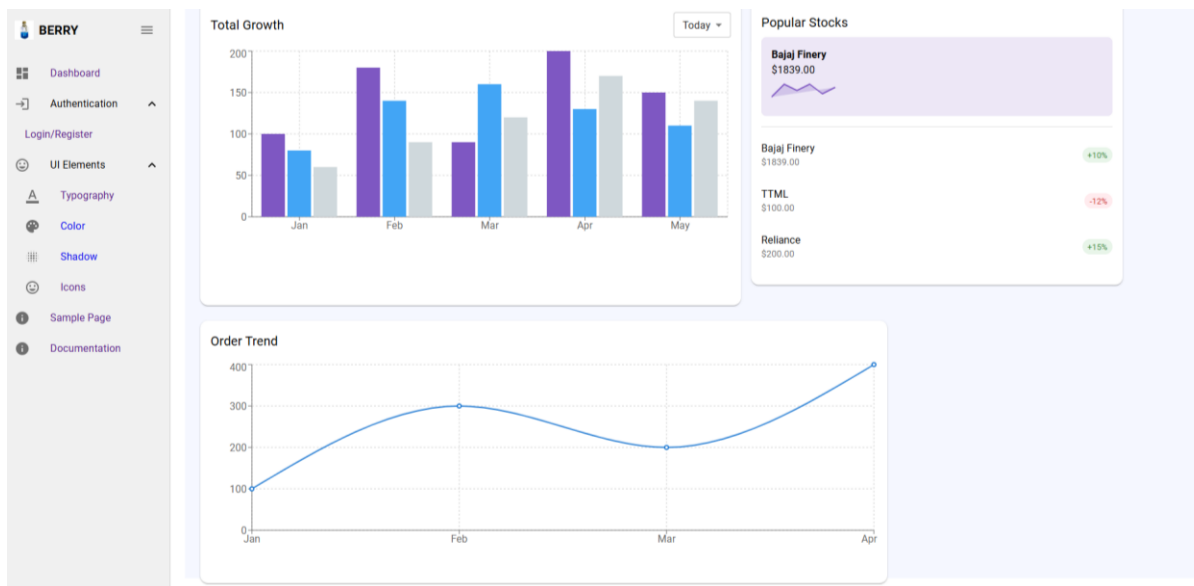 BERRY
Dashboard
Authentication
Login/Register
UI Elements
Typography
Color
Shadow
Icons
Sample Page
Documentation
Total Growth
Today
200
150
100
50
0
Jan Feb Mar Apr May
Popular Stocks
Bajaj Finery
$1839.00
Bajaj Finery
$1839.00
+10%
TTML
$100.00
-12%
Reliance
$200.00
+15%
Order Trend
400
300
200
100
0
Jan Feb Mar Apr